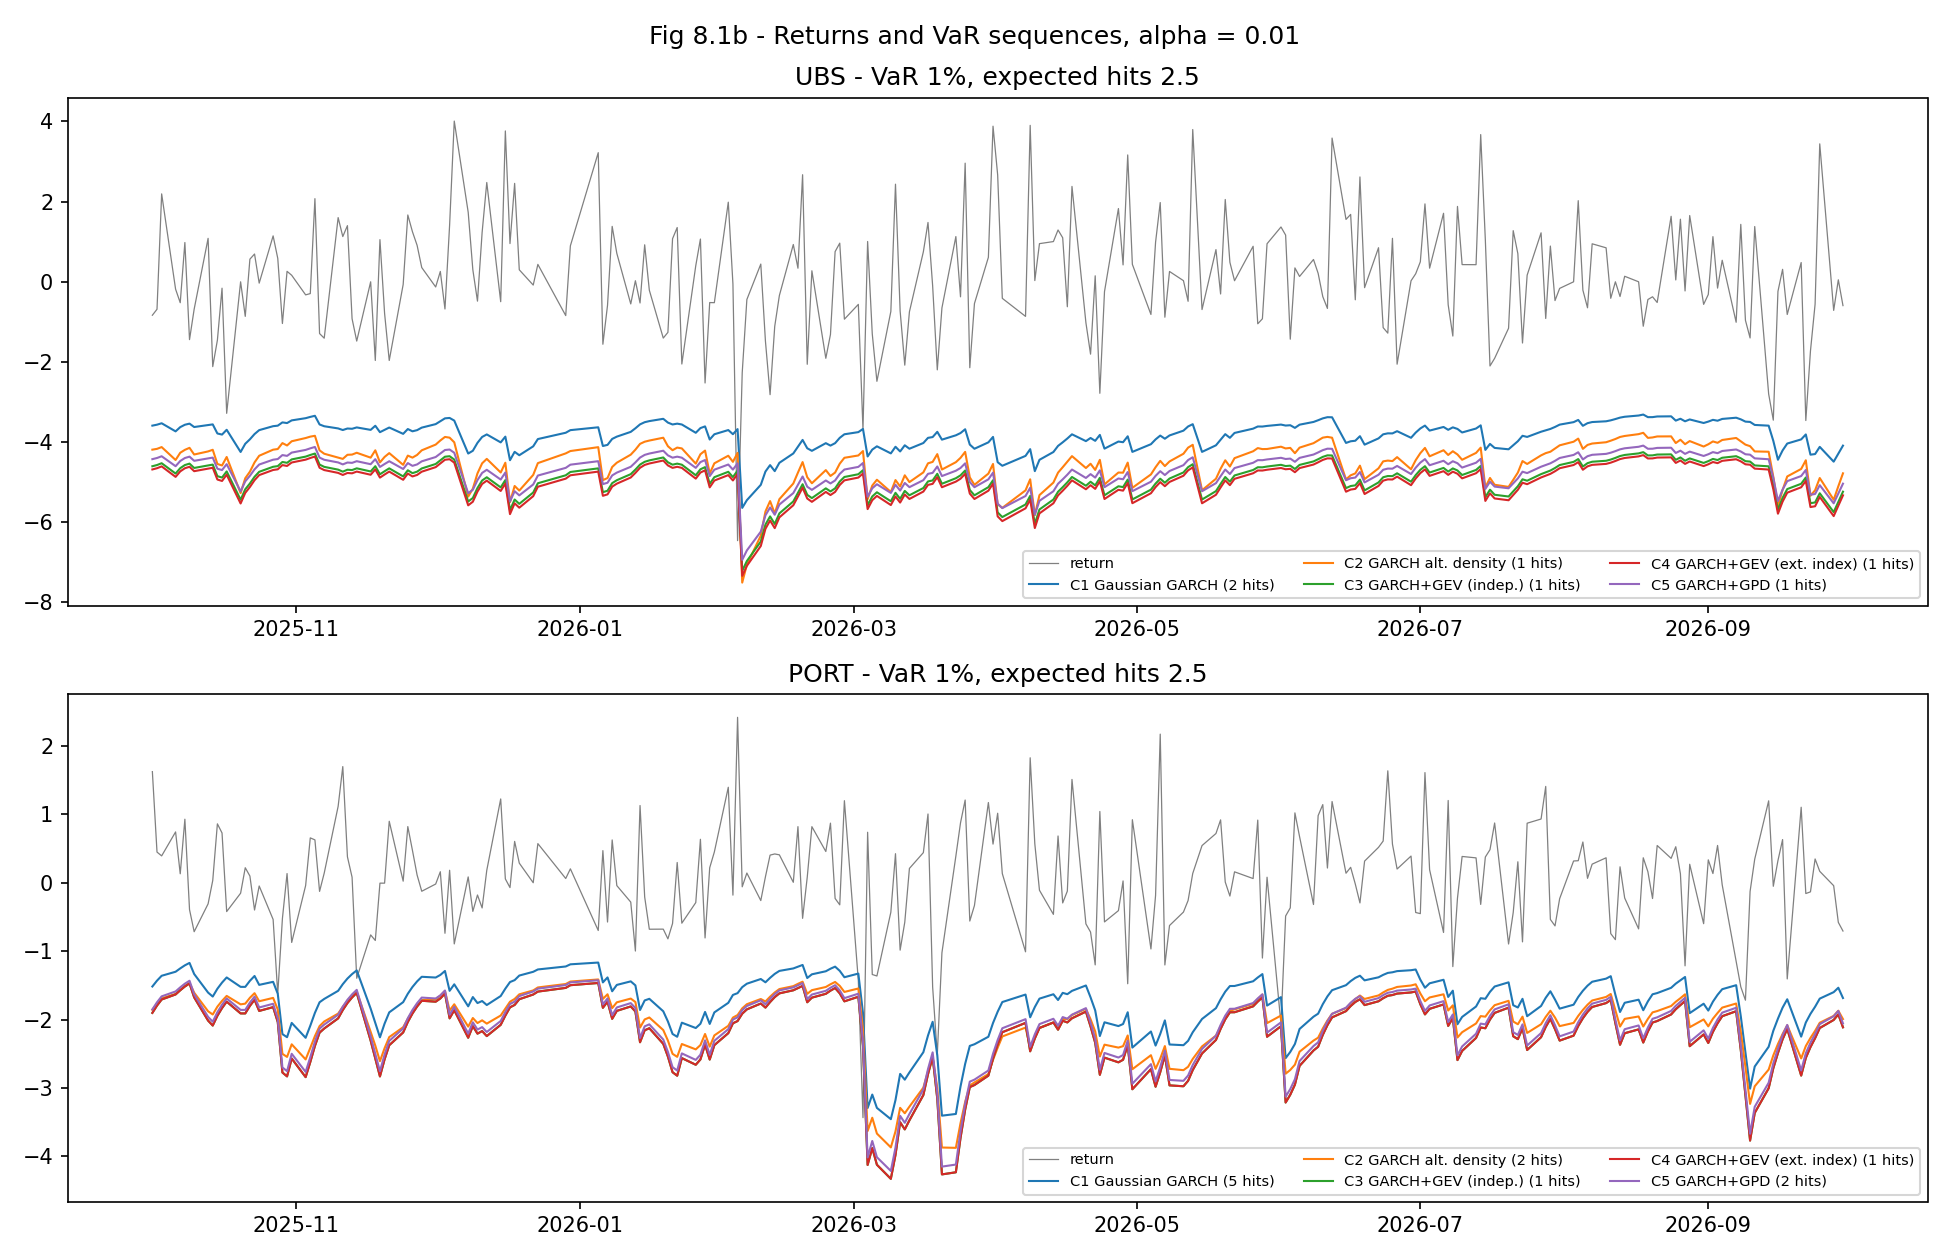 Fig 8.1b - Returns and VaR sequences, alpha = 0.01
UBS - VaR 1%, expected hits 2.5
4
2
0
−2
−4
−6
−8
return
C1 Gaussian GARCH (2 hits)
C2 GARCH alt. density (1 hits)
C3 GARCH+GEV (indep.) (1 hits)
C4 GARCH+GEV (ext. index) (1 hits)
C5 GARCH+GPD (1 hits)
2025-11 2026-01 2026-03 2026-05 2026-07 2026-09
PORT - VaR 1%, expected hits 2.5
2
1
0
−1
−2
−3
−4
return
C1 Gaussian GARCH (5 hits)
C2 GARCH alt. density (2 hits)
C3 GARCH+GEV (indep.) (1 hits)
C4 GARCH+GEV (ext. index) (1 hits)
C5 GARCH+GPD (2 hits)
2025-11 2026-01 2026-03 2026-05 2026-07 2026-09